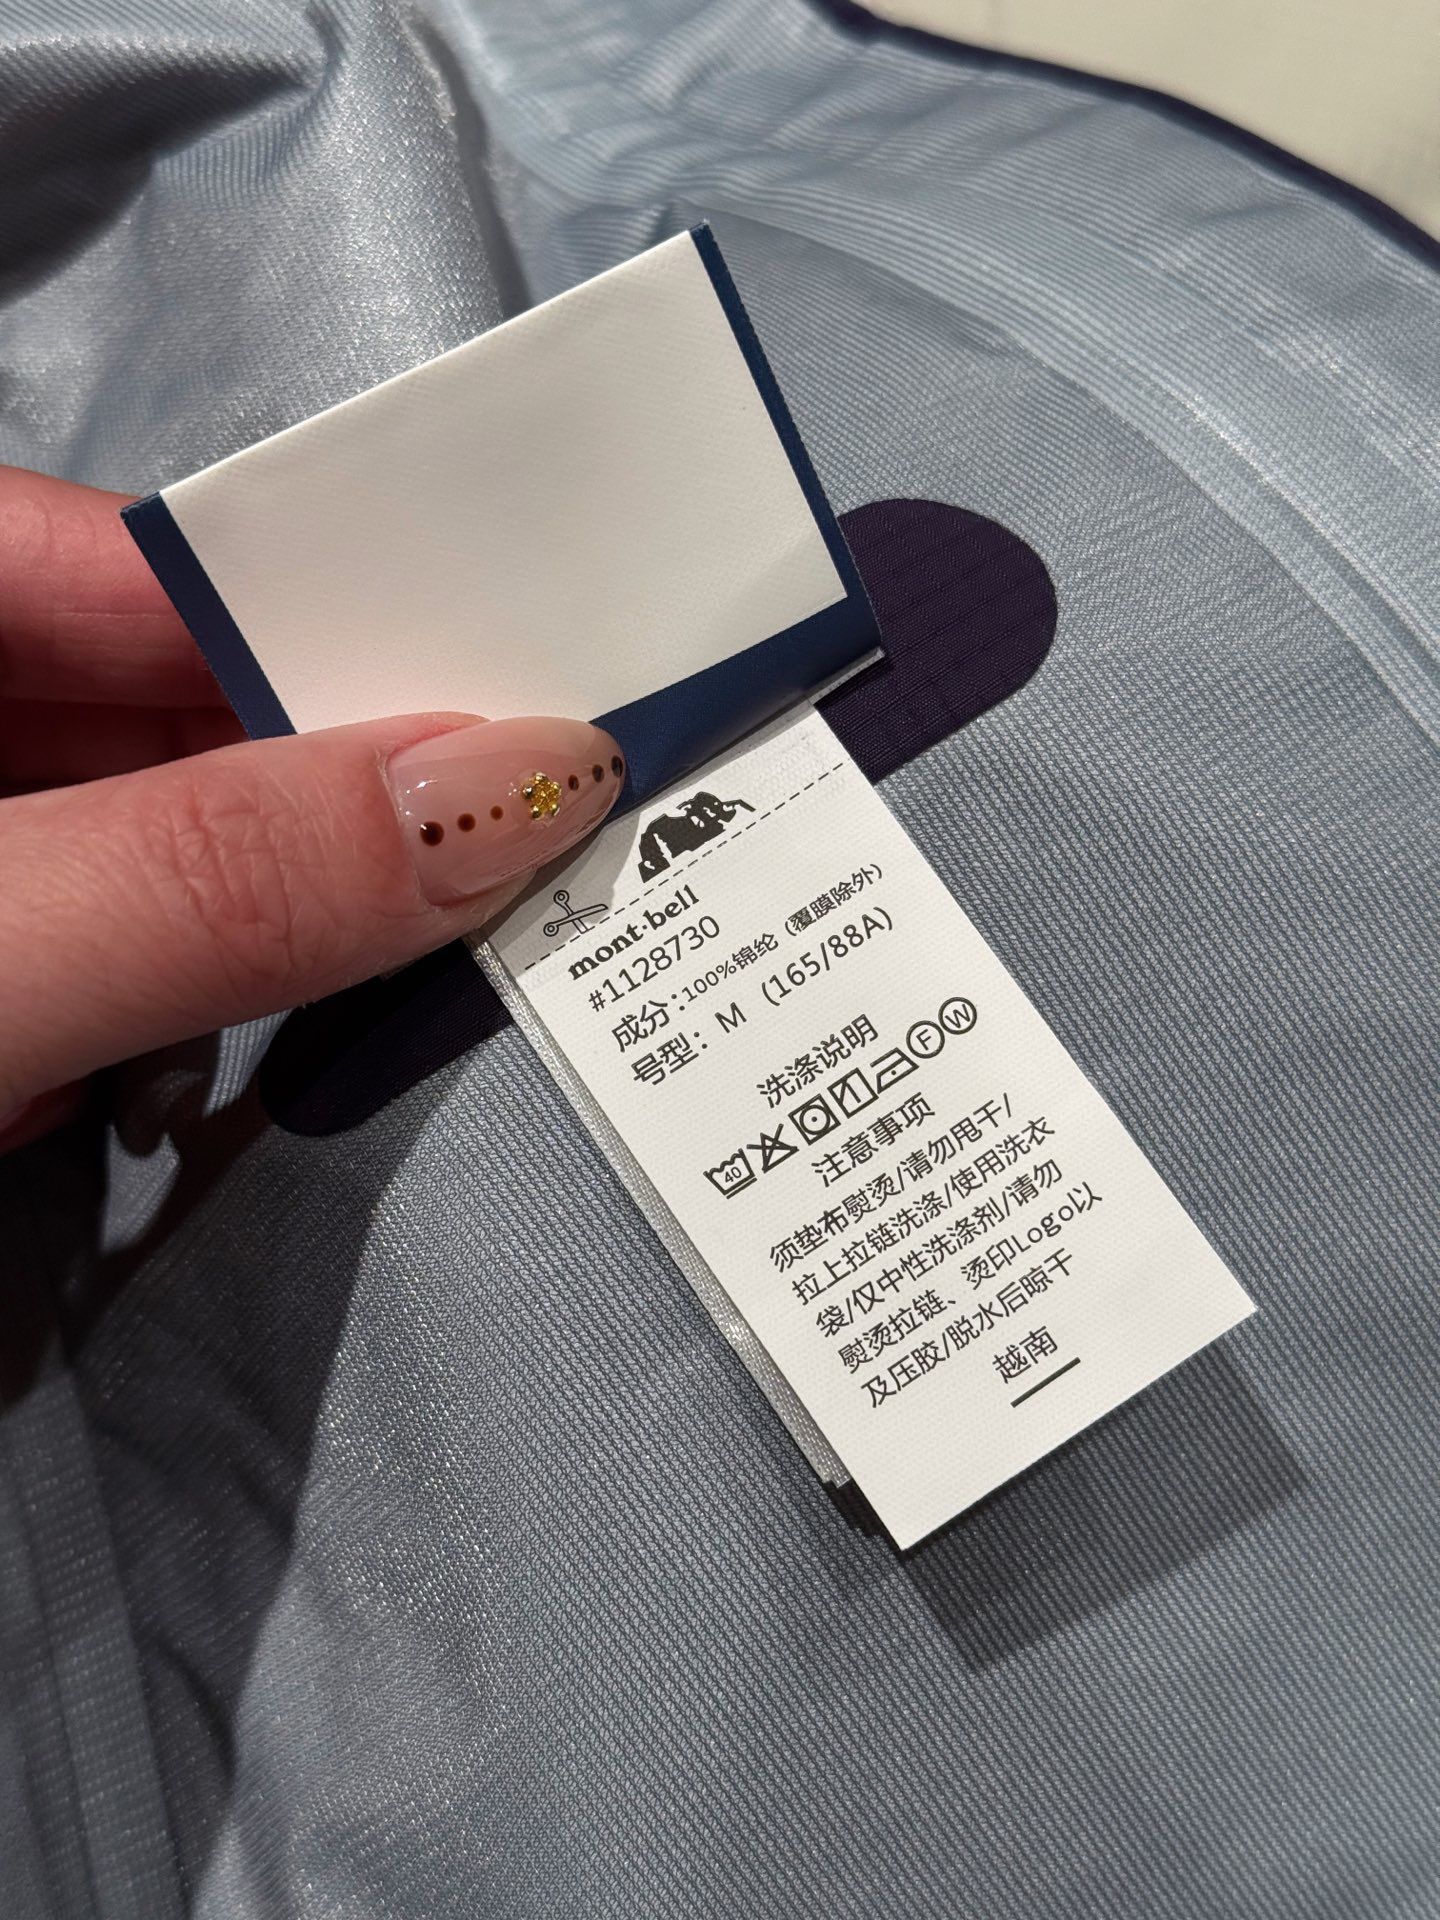 mont·bell
#1128730
成分：100%锦纶（覆膜除外）
号型：M（165/88A）
洗涤说明
40 F W
注意事项
须垫布熨烫/请勿甩干/
拉上拉链洗涤/使用洗衣
袋/仅中性洗涤剂/请勿
熨烫拉链、烫印Logo以
及压胶/脱水后晾干
越南